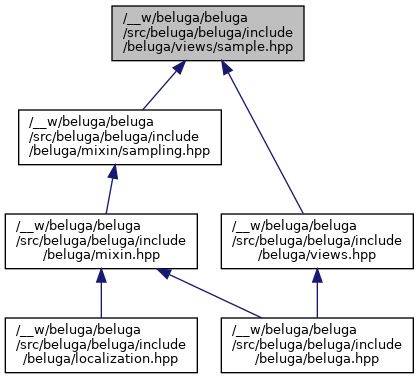 /__w/beluga/beluga
/src/beluga/beluga/include
/beluga/views/sample.hpp
/__w/beluga/beluga
/src/beluga/beluga/include
/beluga/mixin/sampling.hpp
/__w/beluga/beluga
/src/beluga/beluga/include
/beluga/mixin.hpp
/__w/beluga/beluga
/src/beluga/beluga/include
/beluga/views.hpp
/__w/beluga/beluga
/src/beluga/beluga/include
/beluga/localization.hpp
/__w/beluga/beluga
/src/beluga/beluga/include
/beluga/beluga.hpp